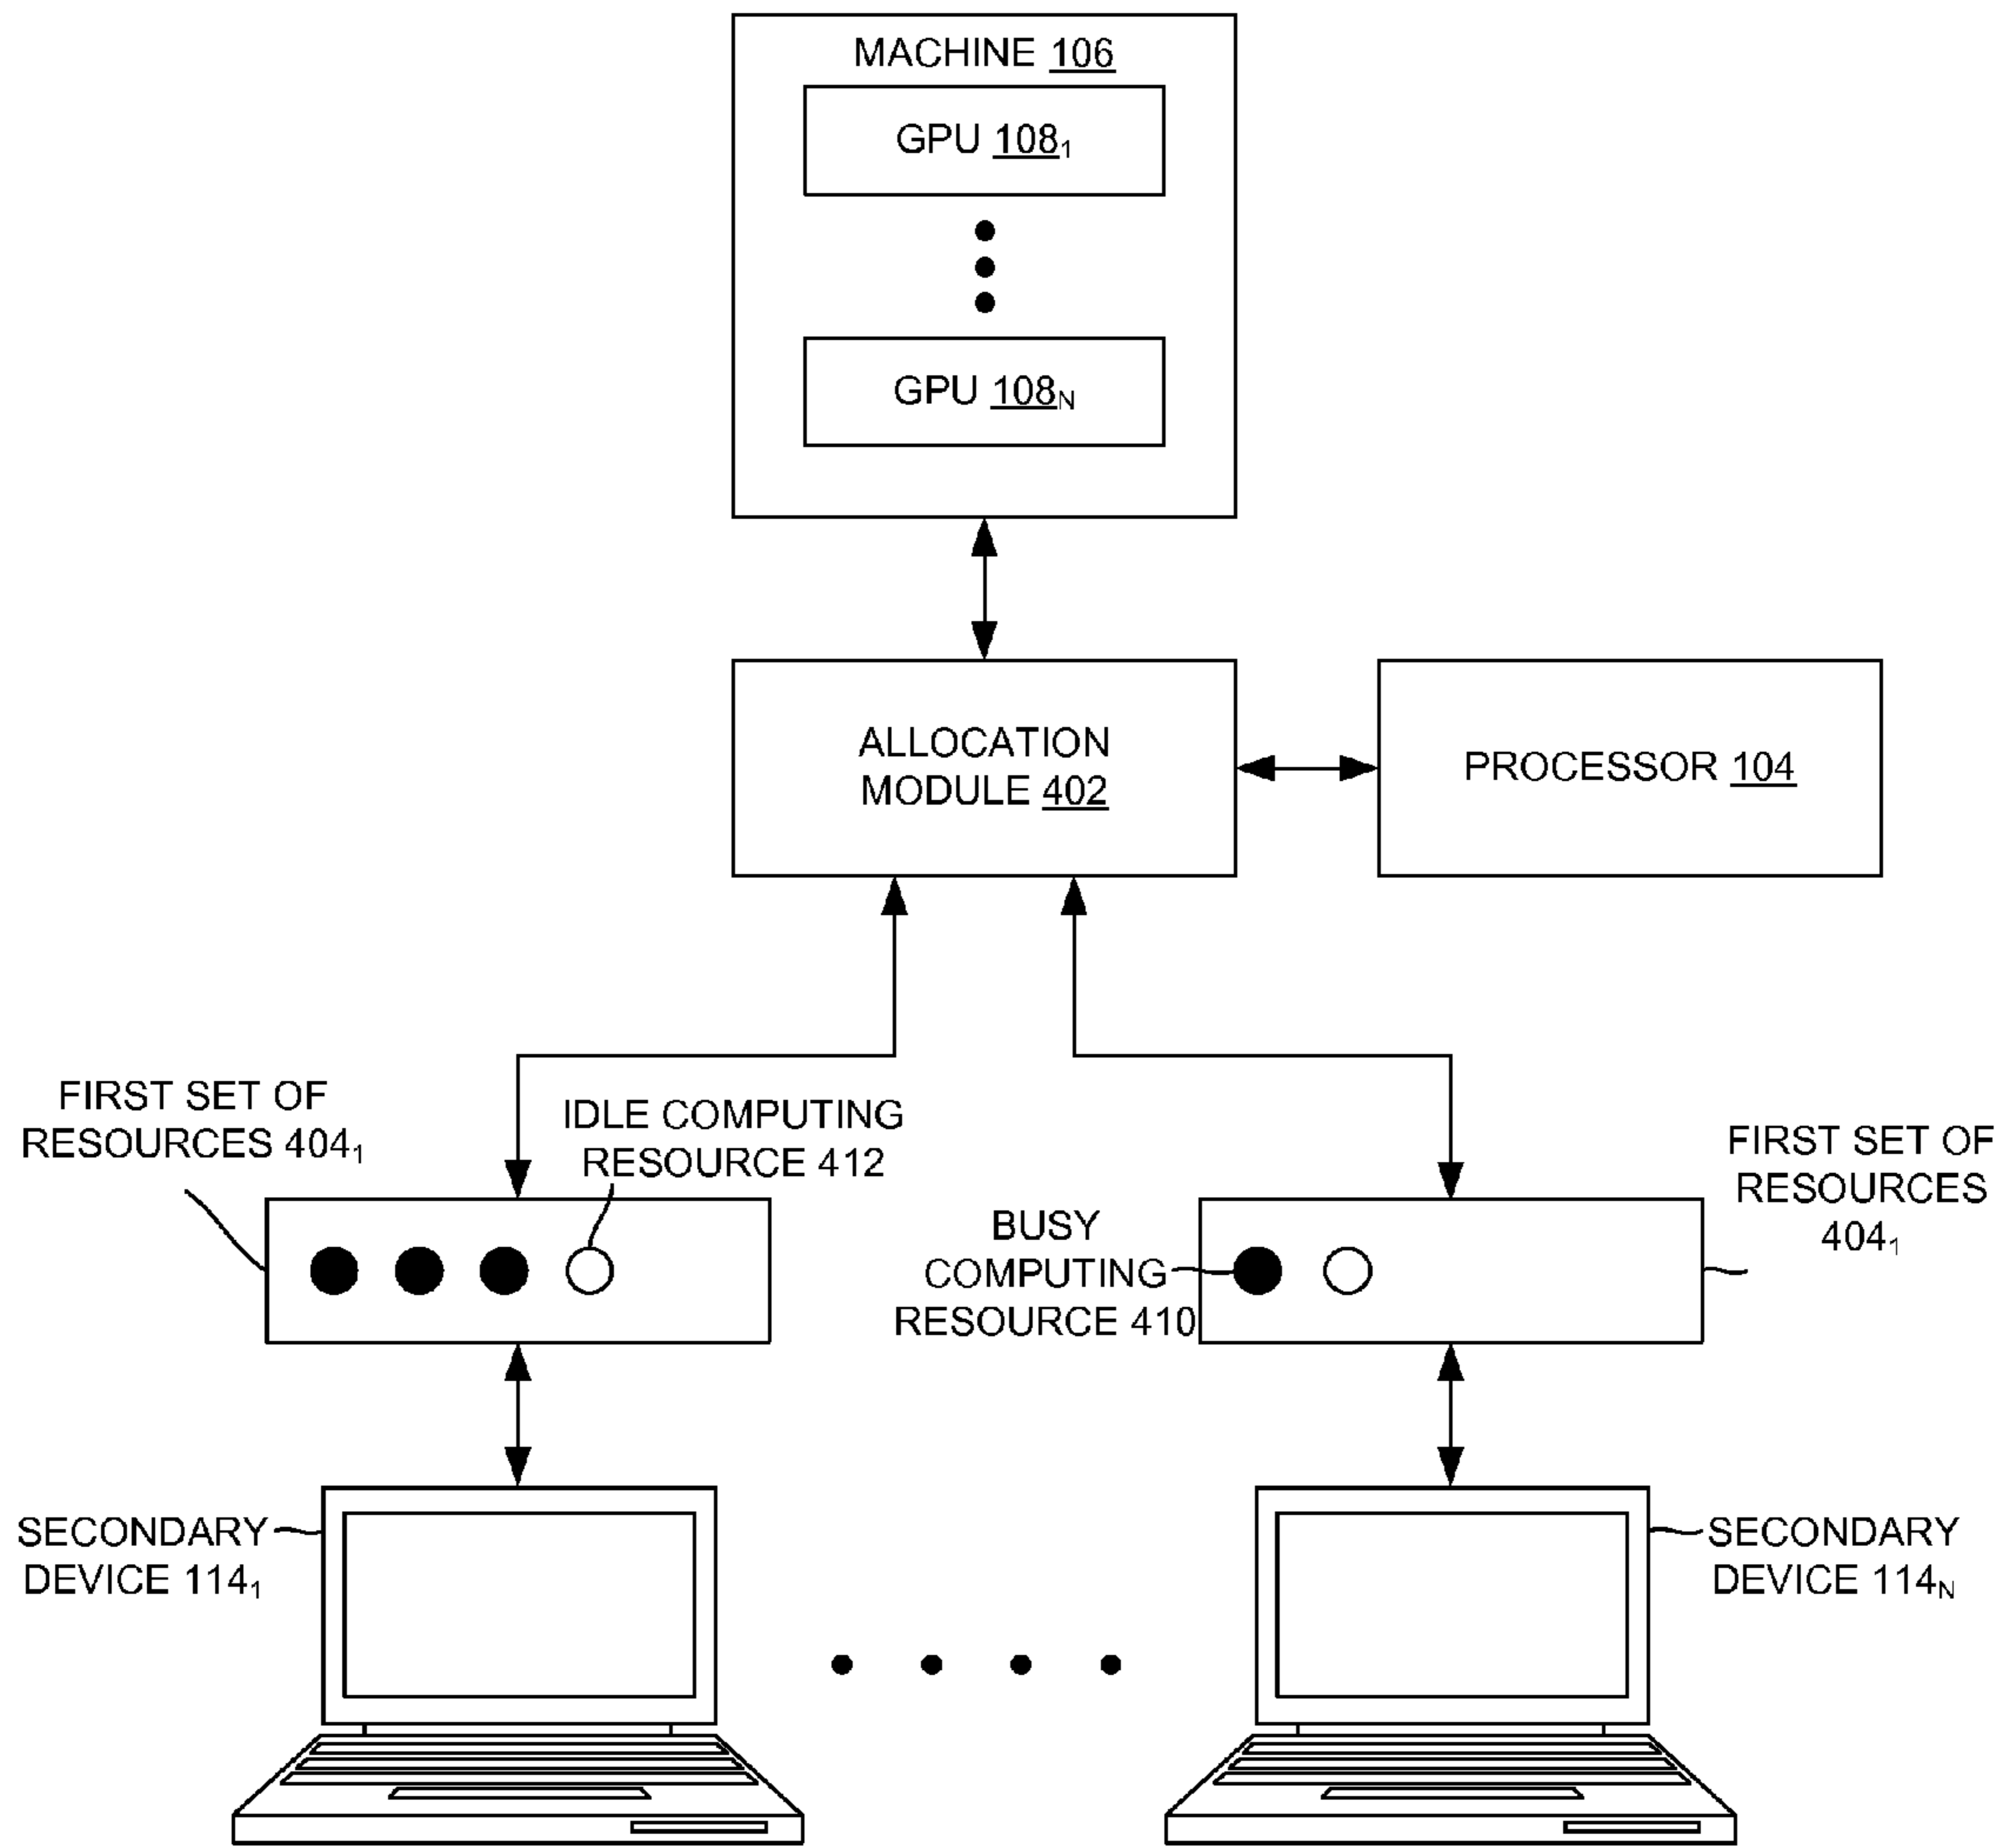 MACHINE 106
GPU 108₁
GPU 108N
ALLOCATION
MODULE 402
PROCESSOR 104
FIRST SET OF
RESOURCES 404₁
IDLE COMPUTING
RESOURCE 412
BUSY
COMPUTING
RESOURCE 410
FIRST SET OF
RESOURCES
404₁
SECONDARY
DEVICE 114₁
SECONDARY
DEVICE 114N